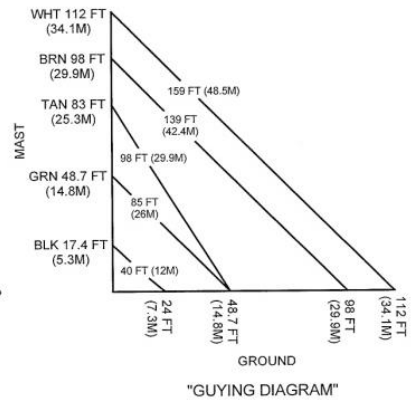 WHT 112 FT
(34.1M)
BRN 98 FT
(29.9M)
TAN 83 FT
(25.3M)
MAST
GRN 48.7 FT
(14.8M)
BLK 17.4 FT
(5.3M)
159 FT (48.5M)
139 FT
(42.4M)
98 FT (29.9M)
85 FT
(26M)
40 FT (12M)
24 FT
(7.3M)
48.7 FT
(14.8M)
98 FT
(29.9M)
112 FT
(34.1M)
GROUND
"GUYING DIAGRAM"